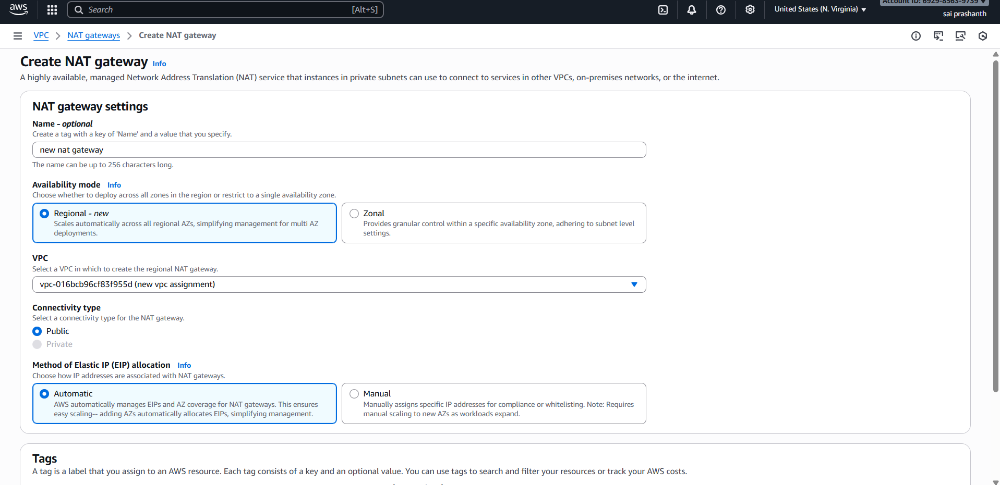 aws
Search [Alt+S]
United States (N. Virginia)
Account ID: 6929-8563-9739
sai prashanth
VPC > NAT gateways > Create NAT gateway
Create NAT gateway Info
A highly available, managed Network Address Translation (NAT) service that instances in private subnets can use to connect to services in other VPCs, on-premises networks, or the internet.
NAT gateway settings
Name - optional
Create a tag with a key of 'Name' and a value that you specify.
new nat gateway
The name can be up to 256 characters long.
Availability mode Info
Choose whether to deploy across all zones in the region or restrict to a single availability zone.
Regional - new
Scales automatically across all regional AZs, simplifying management for multi AZ
deployments.
Zonal
Provides granular control within a specific availability zone, adhering to subnet level
settings.
VPC
Select a VPC in which to create the regional NAT gateway.
vpc-016bcb96cf83f955d (new vpc assignment)
Connectivity type
Select a connectivity type for the NAT gateway.
Public
Private
Method of Elastic IP (EIP) allocation Info
Choose how IP addresses are associated with NAT gateways.
Automatic
AWS automatically manages EIPs and AZ coverage for NAT gateways. This ensures
easy scaling-- adding AZs automatically allocates EIPs, simplifying management.
Manual
Manually assigns specific IP addresses for compliance or whitelisting. Note: Requires
manual scaling to new AZs as workloads expand.
Tags
A tag is a label that you assign to an AWS resource. Each tag consists of a key and an optional value. You can use tags to search and filter your resources or track your AWS costs.